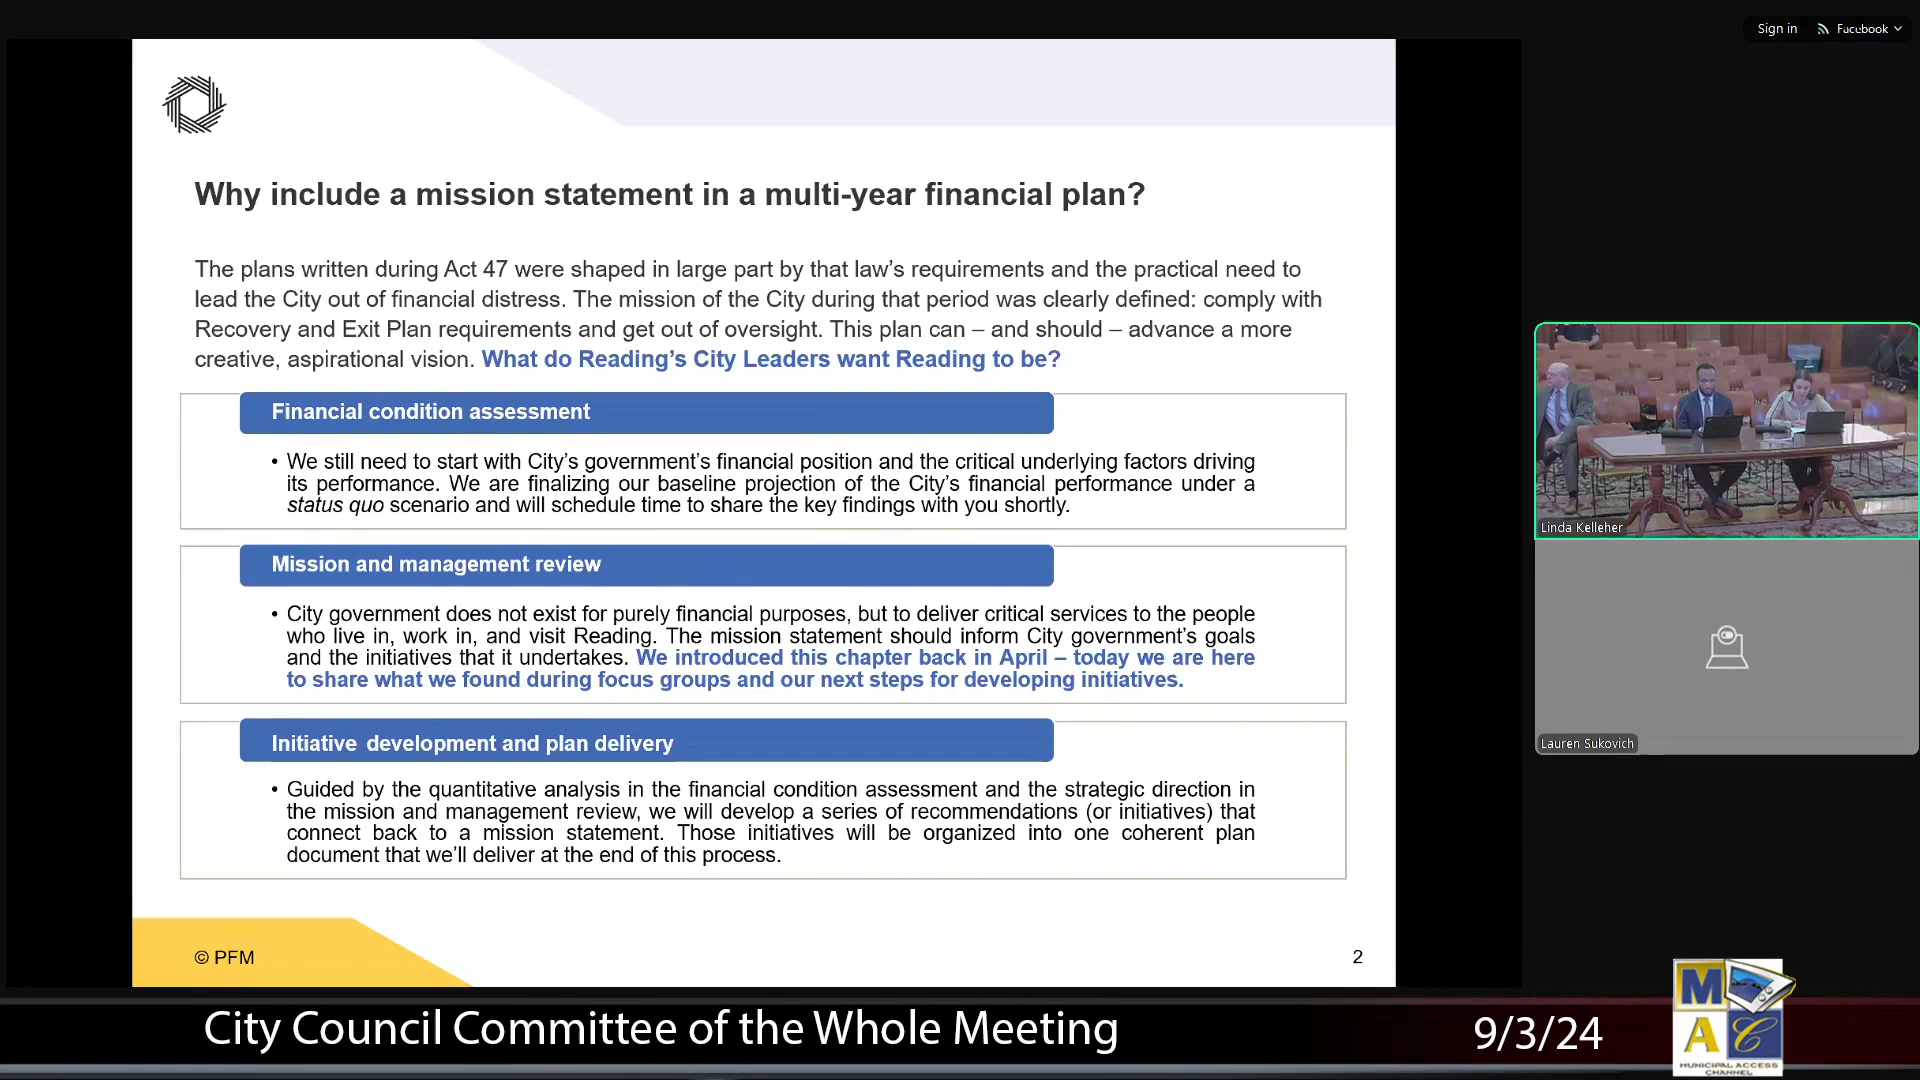 Sign in
Facebook
Why include a mission statement in a multi-year financial plan?
The plans written during Act 47 were shaped in large part by that law’s requirements and the practical need to
lead the City out of financial distress. The mission of the City during that period was clearly defined: comply with
Recovery and Exit Plan requirements and get out of oversight. This plan can – and should – advance a more
creative, aspirational vision. What do Reading’s City Leaders want Reading to be?
Financial condition assessment
• We still need to start with City’s government’s financial position and the critical underlying factors driving
its performance. We are finalizing our baseline projection of the City’s financial performance under a
status quo scenario and will schedule time to share the key findings with you shortly.
Mission and management review
• City government does not exist for purely financial purposes, but to deliver critical services to the people
who live in, work in, and visit Reading. The mission statement should inform City government’s goals
and the initiatives that it undertakes. We introduced this chapter back in April – today we are here
to share what we found during focus groups and our next steps for developing initiatives.
Initiative development and plan delivery
• Guided by the quantitative analysis in the financial condition assessment and the strategic direction in
the mission and management review, we will develop a series of recommendations (or initiatives) that
connect back to a mission statement. Those initiatives will be organized into one coherent plan
document that we’ll deliver at the end of this process.
© PFM
2
Linda Kelleher
Lauren Sukovich
City Council Committee of the Whole Meeting
9/3/24
M
A C
MUNICIPAL ACCESS
CHANNEL